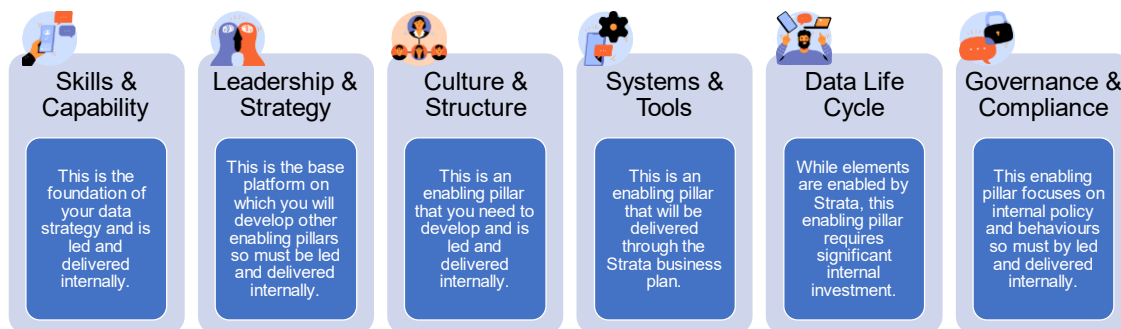 Skills &
Capability
This is the
foundation of
your data
strategy and is
led and
delivered
internally.
Leadership &
Strategy
This is the base
platform on
which you will
develop other
enabling pillars
so must be led
and delivered
internally.
Culture &
Structure
This is an
enabling pillar
that you need to
develop and is
led and
delivered
internally.
Systems &
Tools
This is an
enabling pillar
that will be
delivered
through the
Strata business
plan.
Data Life
Cycle
While elements
are enabled by
Strata, this
enabling pillar
requires
significant
internal
investment.
Governance &
Compliance
This enabling
pillar focuses on
internal policy
and behaviours
so must by led
and delivered
internally.